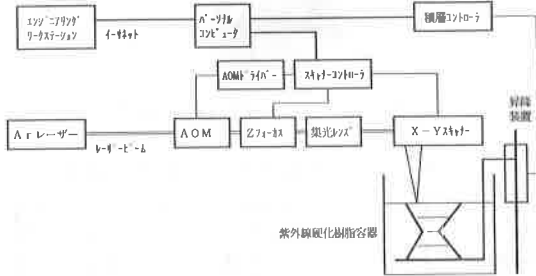 エンジニアリング
ワークステーション
イーサネット
パーソナル
コンピュータ
積層コントローラ
AOMドライバー
スキャナーコントローラ
昇降
装置
Arレーザー
レーザービーム
AOM
Zフォーカス
集光レンズ
X－Yスキャナー
紫外線硬化樹脂容器